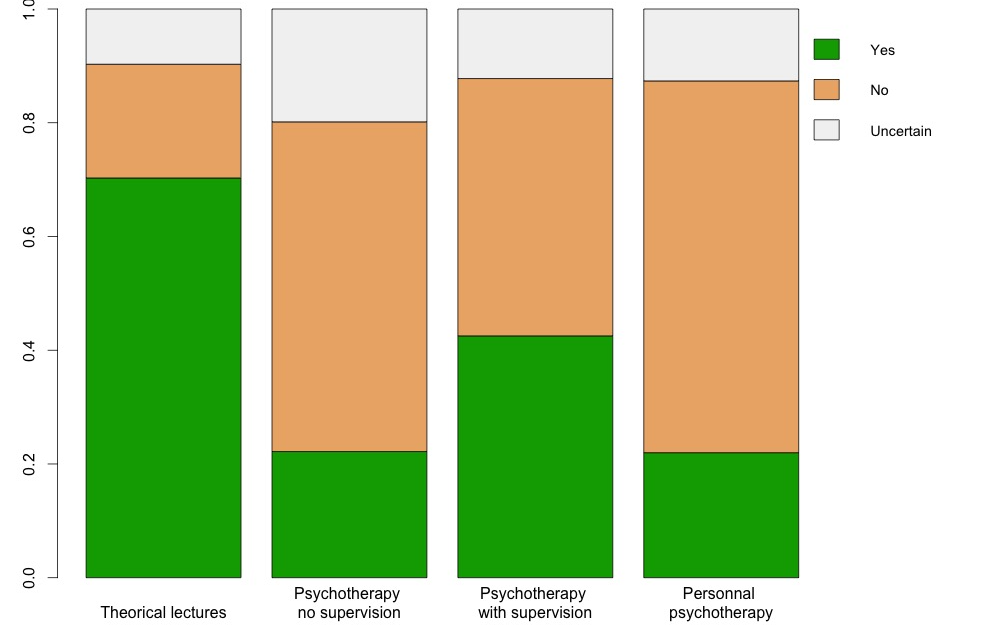 1.0
0.8
0.6
0.4
0.2
0.0
Yes
No
Uncertain
Theorical lectures
Psychotherapy
no supervision
Psychotherapy
with supervision
Personnal
psychotherapy